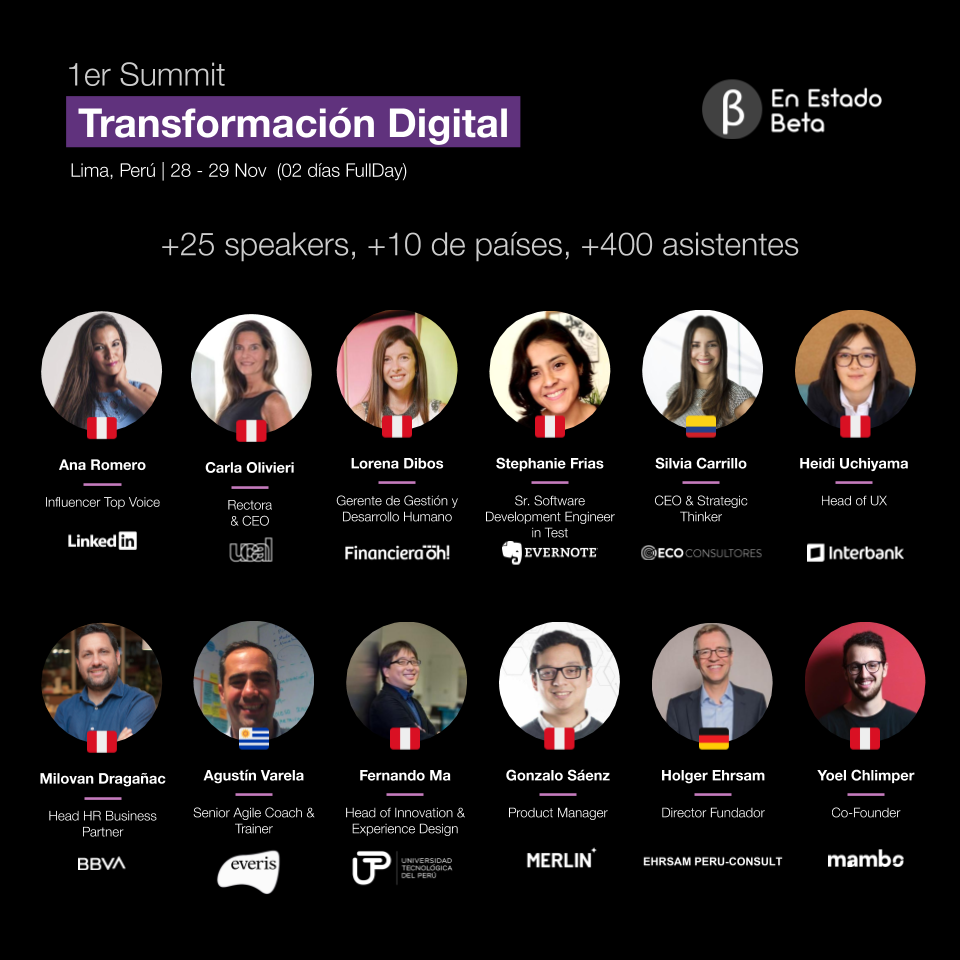 1er Summit
Transformación Digital
Lima, Perú | 28 - 29 Nov (02 días FullDay)
β En Estado
Beta
+25 speakers, +10 de países, +400 asistentes
Ana Romero
Influencer Top Voice
Linked in
Carla Olivieri
Rectora
& CEO
ucal
Lorena Dibos
Gerente de Gestión y
Desarrollo Humano
Financiera oh!
Stephanie Frias
Sr. Software
Development Engineer
in Test
EVERNOTE
Silvia Carrillo
CEO & Strategic
Thinker
ECO CONSULTORES
Heidi Uchiyama
Head of UX
Interbank
Milovan Dragañac
Head HR Business
Partner
BBVA
Agustín Varela
Senior Agile Coach &
Trainer
everis
Fernando Ma
Head of Innovation &
Experience Design
UTP UNIVERSIDAD
TECNOLÓGICA
DEL PERÚ
Gonzalo Sáenz
Product Manager
MERLIN
Holger Ehrsam
Director Fundador
EHRSAM PERU-CONSULT
Yoel Chlimper
Co-Founder
mambo